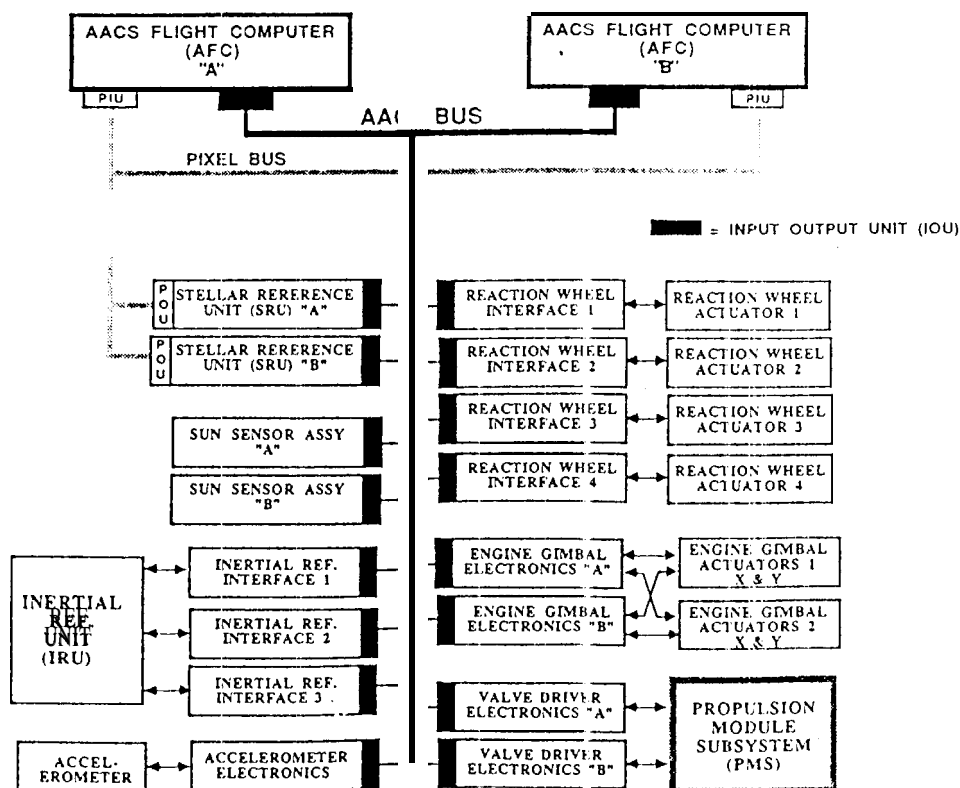 AACS FLIGHT COMPUTER
(AFC)
"A"
AACS FLIGHT COMPUTER
(AFC)
"B"
PIU
PIU
AAC BUS
PIXEL BUS
= INPUT OUTPUT UNIT (IOU)
POU
STELLAR RERERENCE
UNIT (SRU) "A"
POU
STELLAR RERERENCE
UNIT (SRU) "B"
SUN SENSOR ASSY
"A"
SUN SENSOR ASSY
"B"
INERTIAL
REF.
UNIT
(IRU)
INERTIAL REF.
INTERFACE 1
INERTIAL REF.
INTERFACE 2
INERTIAL REF.
INTERFACE 3
ACCEL-
EROMETER
ACCELEROMETER
ELECTRONICS
REACTION WHEEL
INTERFACE 1
REACTION WHEEL
ACTUATOR 1
REACTION WHEEL
INTERFACE 2
REACTION WHEEL
ACTUATOR 2
REACTION WHEEL
INTERFACE 3
REACTION WHEEL
ACTUATOR 3
REACTION WHEEL
INTERFACE 4
REACTION WHEEL
ACTUATOR 4
ENGINE GIMBAL
ELECTRONICS "A"
ENGINE GIMBAL
ACTUATORS 1
X & Y
ENGINE GIMBAL
ELECTRONICS "B"
ENGINE GIMBAL
ACTUATORS 2
X & Y
VALVE DRIVER
ELECTRONICS "A"
VALVE DRIVER
ELECTRONICS "B"
PROPULSION
MODULE
SUBSYSTEM
(PMS)